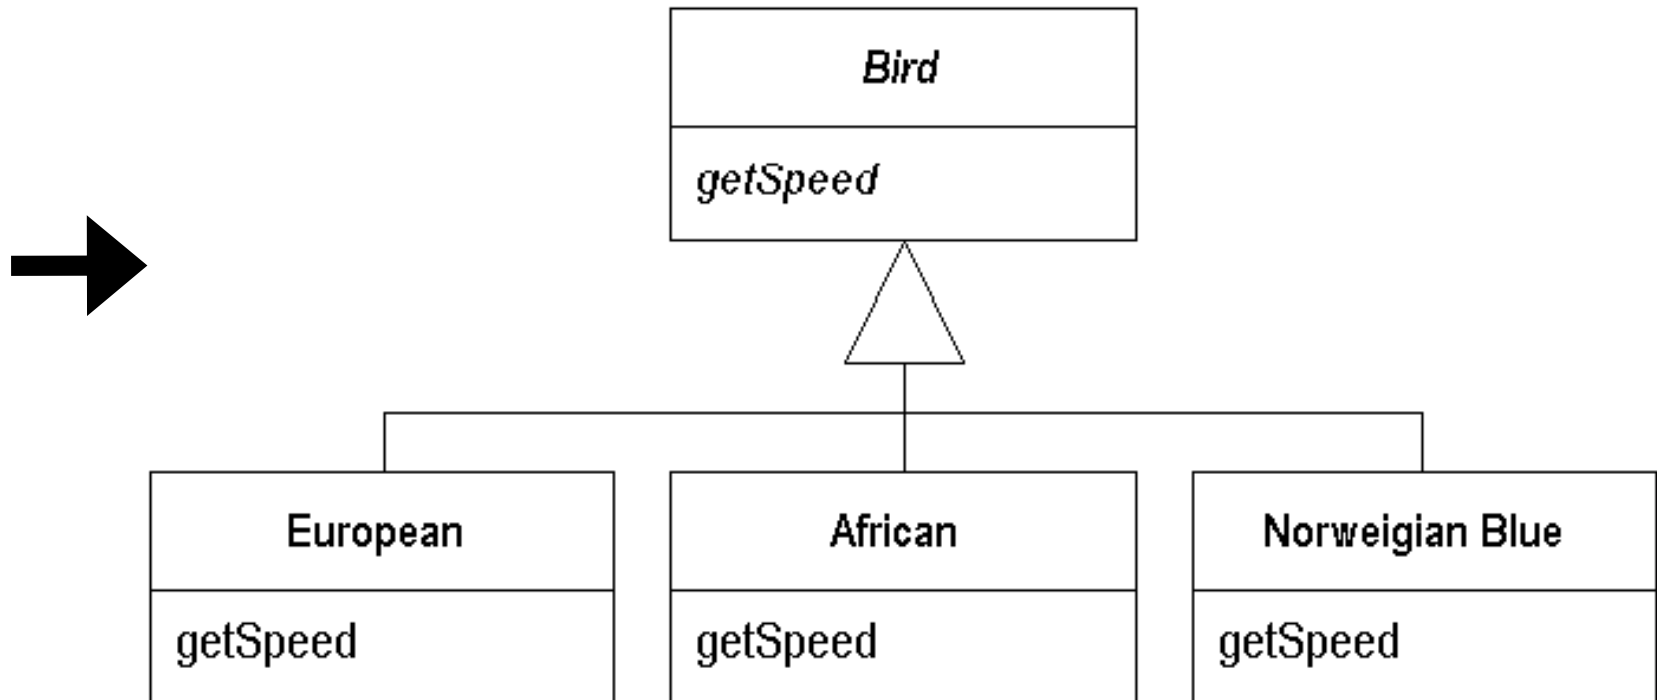 Bird
getSpeed
European
African
Norweigian Blue
getSpeed
getSpeed
getSpeed